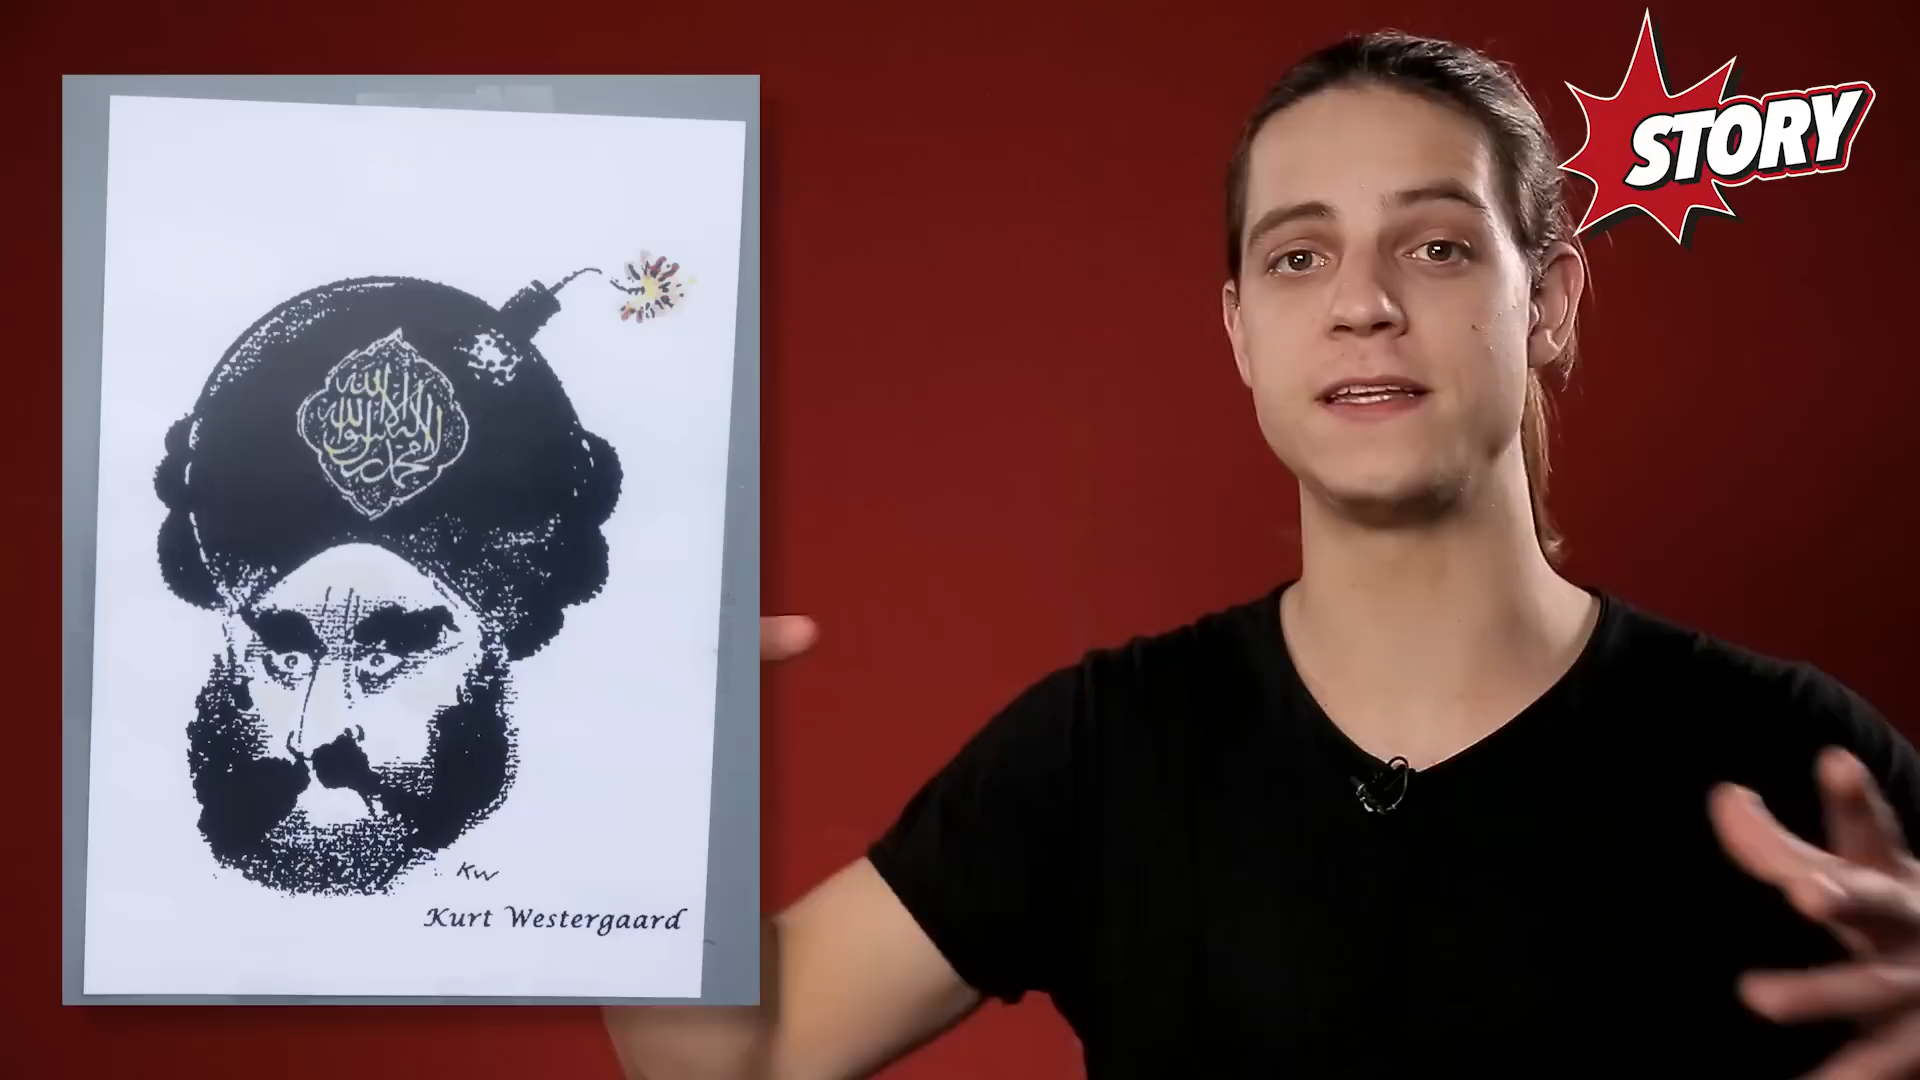 STORY
لا إله إلا الله
محمد رسول الله
KW
Kurt Westergaard